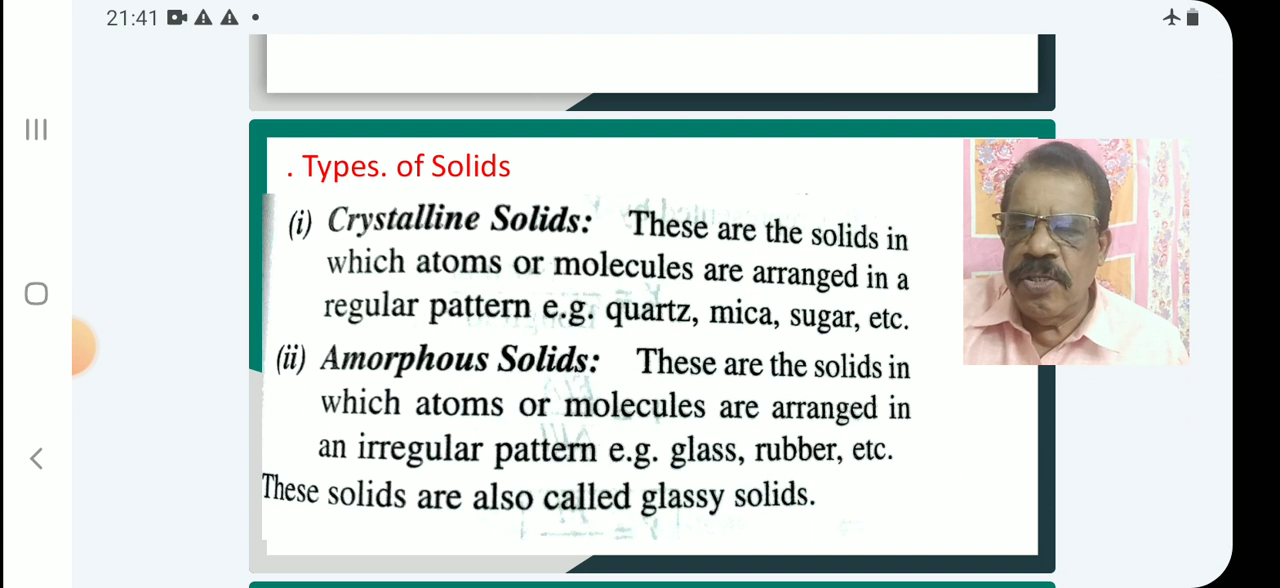 21:41
. Types. of Solids
(i) Crystalline Solids: These are the solids in
which atoms or molecules are arranged in a
regular pattern e.g. quartz, mica, sugar, etc.
(ii) Amorphous Solids: These are the solids in
which atoms or molecules are arranged in
an irregular pattern e.g. glass, rubber, etc.
These solids are also called glassy solids.